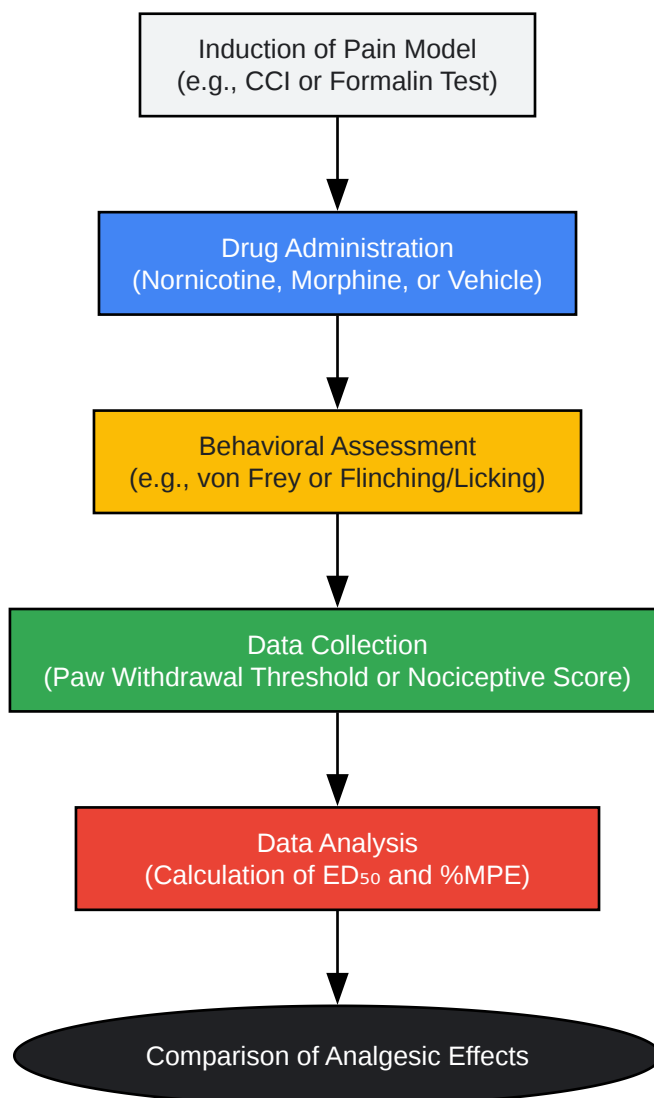 Induction of Pain Model
(e.g., CCI or Formalin Test)
Drug Administration
(Nornicotine, Morphine, or Vehicle)
Behavioral Assessment
(e.g., von Frey or Flinching/Licking)
Data Collection
(Paw Withdrawal Threshold or Nociceptive Score)
Data Analysis
(Calculation of ED₅₀ and %MPE)
Comparison of Analgesic Effects